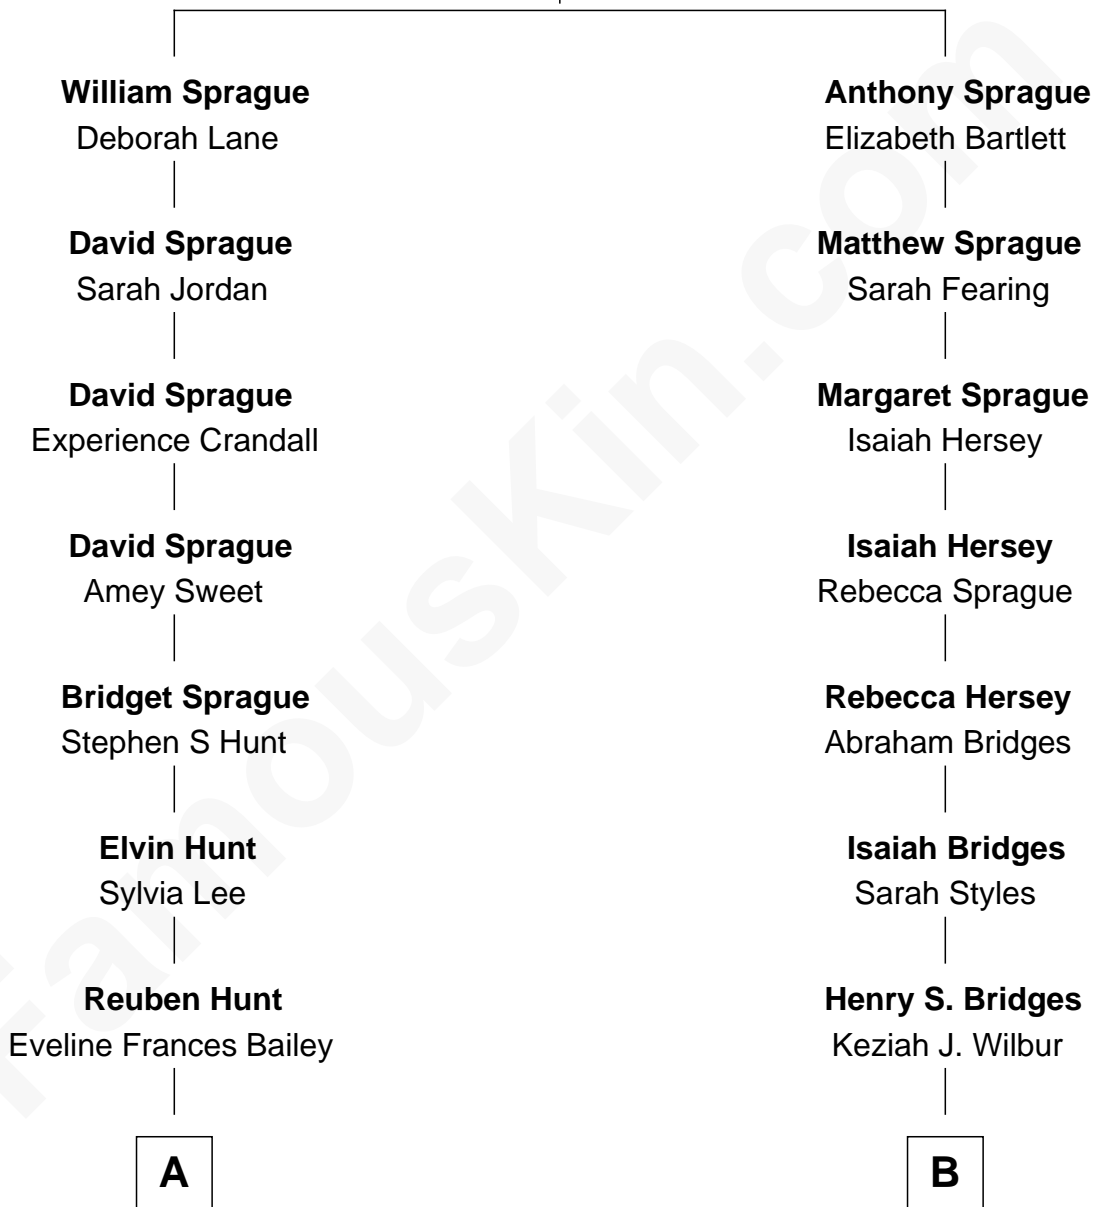 William Sprague
Deborah Lane
David Sprague
Sarah Jordan
David Sprague
Experience Crandall
David Sprague
Amey Sweet
Bridget Sprague
Stephen S Hunt
Elvin Hunt
Sylvia Lee
Reuben Hunt
Eveline Frances Bailey
A
Anthony Sprague
Elizabeth Bartlett
Matthew Sprague
Sarah Fearing
Margaret Sprague
Isaiah Hersey
Isaiah Hersey
Rebecca Sprague
Rebecca Hersey
Abraham Bridges
Isaiah Bridges
Sarah Styles
Henry S. Bridges
Keziah J. Wilbur
B
FamousKin.com